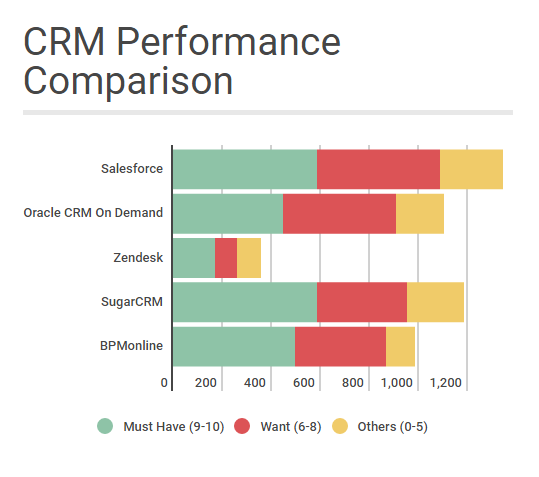 CRM Performance
Comparison
Salesforce
Oracle CRM On Demand
Zendesk
SugarCRM
BPMonline
0 200 400 600 800 1,000 1,200
Must Have (9-10) Want (6-8) Others (0-5)